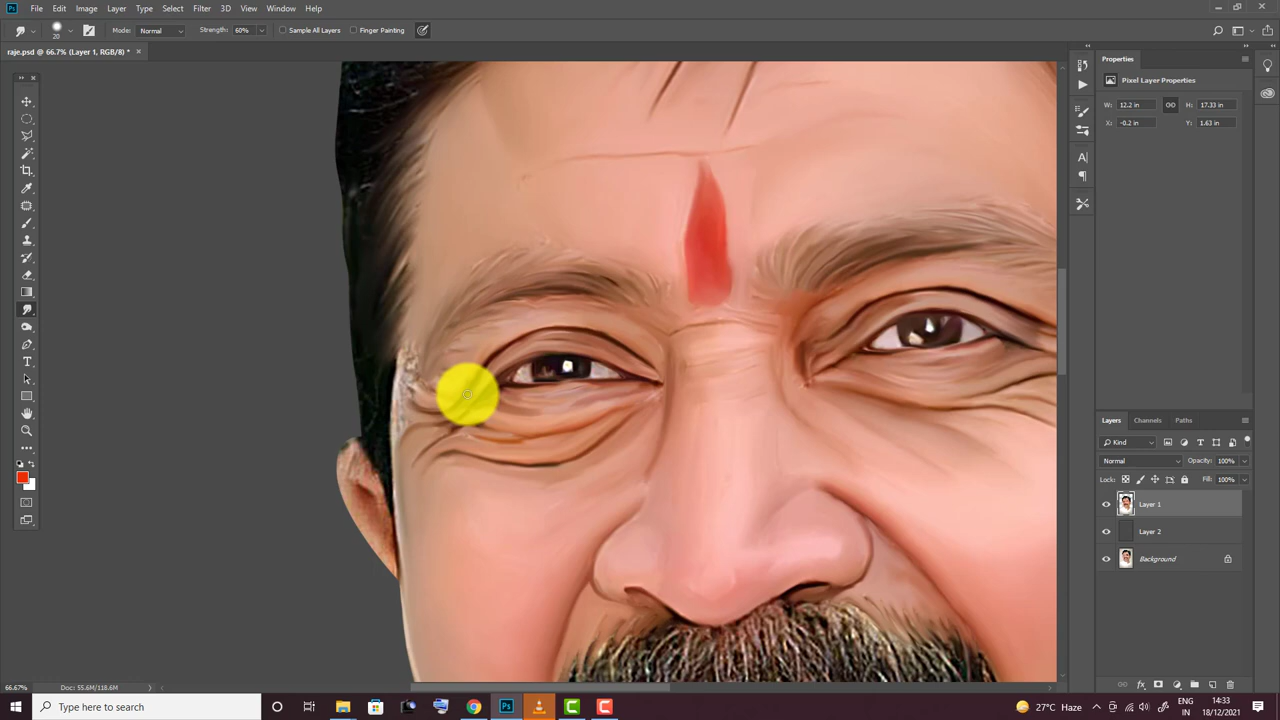 Ps File Edit Image Layer Type Select Filter 3D View Window Help
20 Mode: Normal Strength: 60% Sample All Layers Finger Painting
raje.psd @ 66.7% (Layer 1, RGB/8) *
Properties
Pixel Layer Properties
W: 12.2 in H: 17.33 in
X: -0.2 in Y: 1.63 in
Layers Channels Paths
Kind
Normal Opacity: 100%
Lock: Fill: 100%
Layer 1
Layer 2
Background
66.67% Doc: 55.6M/118.6M
Type here to search
Ps
27°C Haze
ENG
IN
14:33
18/12/2021